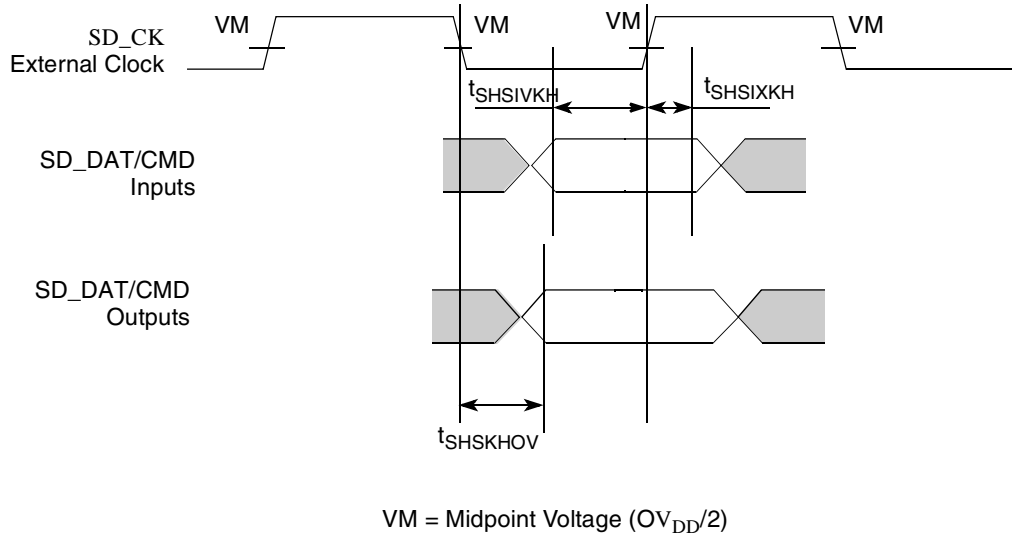 VM
VM
VM
VM
SD_CK
External Clock
tSHSIVKH
tSHSIXKH
SD_DAT/CMD
Inputs
SD_DAT/CMD
Outputs
tSHSKHOV
VM = Midpoint Voltage (OVDD/2)